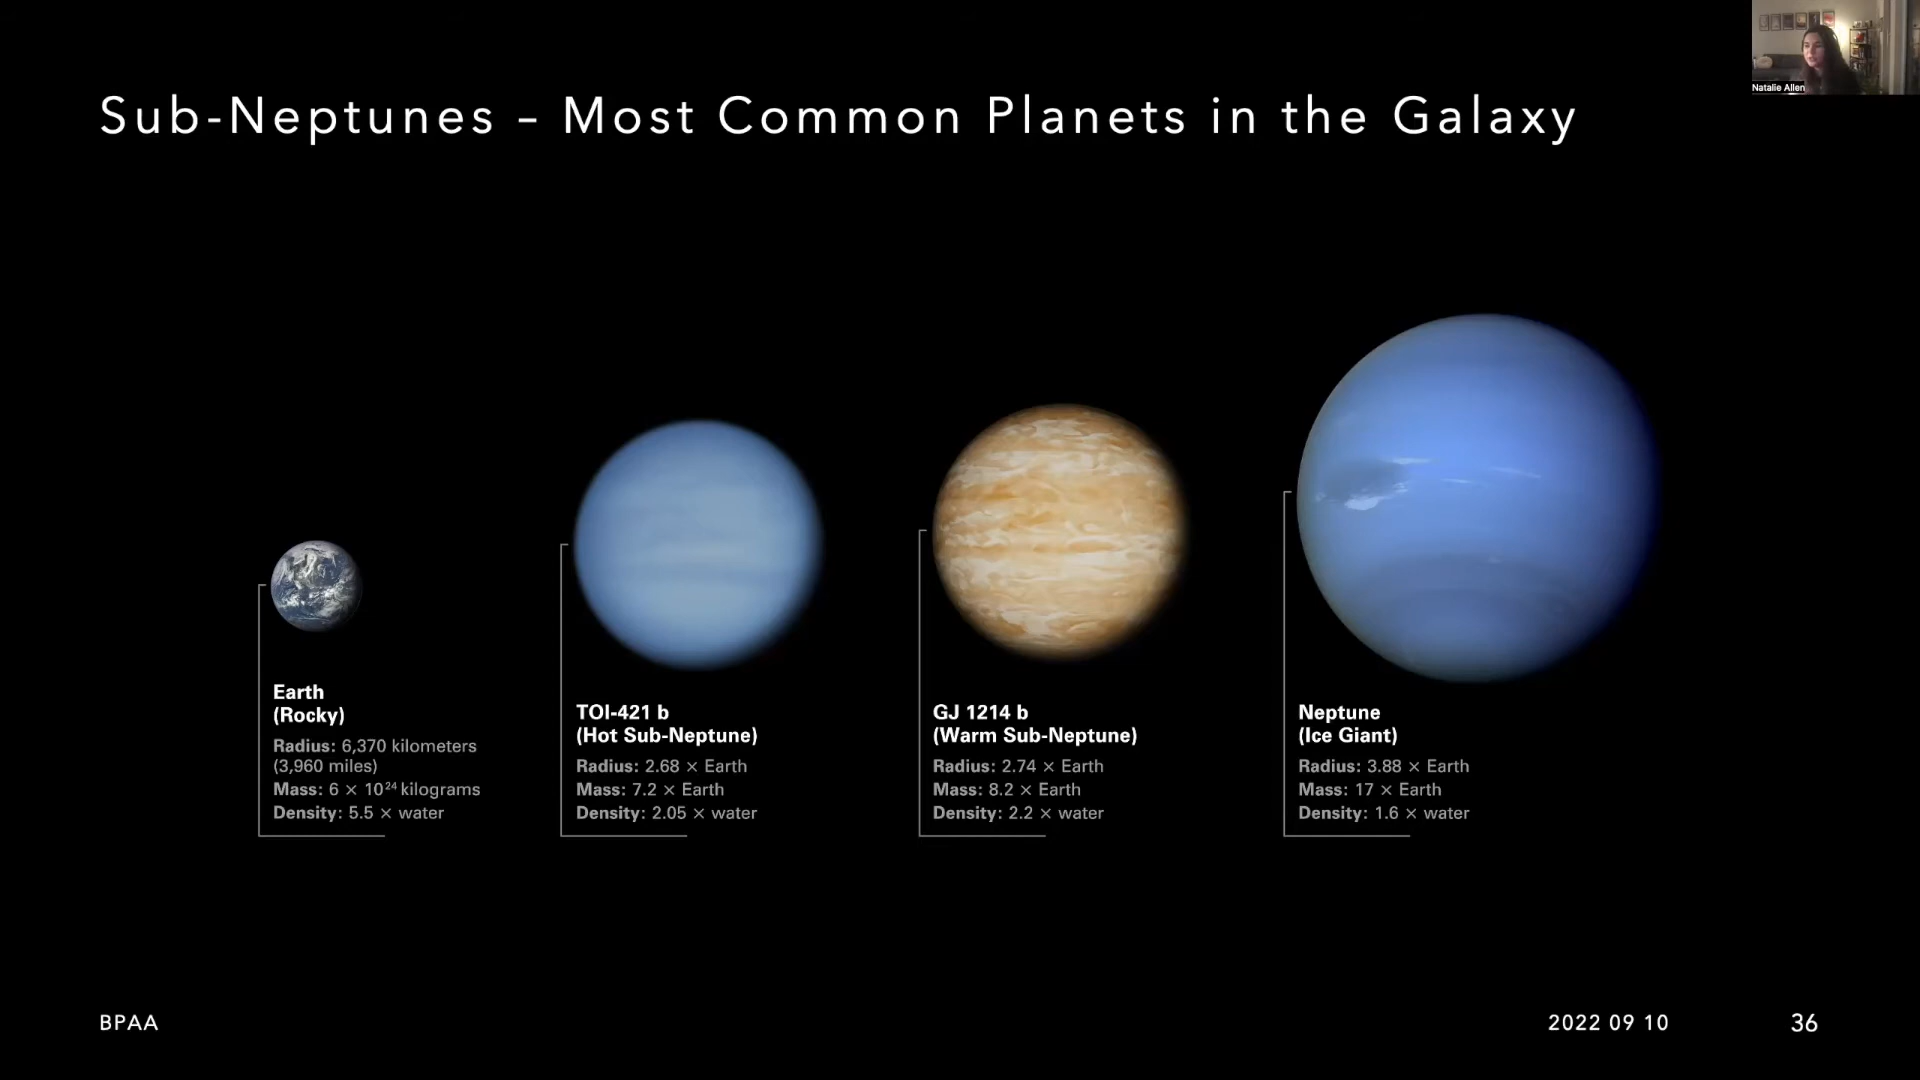 Natalie Allen
Sub-Neptunes – Most Common Planets in the Galaxy
Earth
(Rocky)
Radius: 6,370 kilometers
(3,960 miles)
Mass: 6 × 10²⁴ kilograms
Density: 5.5 × water
TOI-421 b
(Hot Sub-Neptune)
Radius: 2.68 × Earth
Mass: 7.2 × Earth
Density: 2.05 × water
GJ 1214 b
(Warm Sub-Neptune)
Radius: 2.74 × Earth
Mass: 8.2 × Earth
Density: 2.2 × water
Neptune
(Ice Giant)
Radius: 3.88 × Earth
Mass: 17 × Earth
Density: 1.6 × water
BPAA
2022 09 10
36